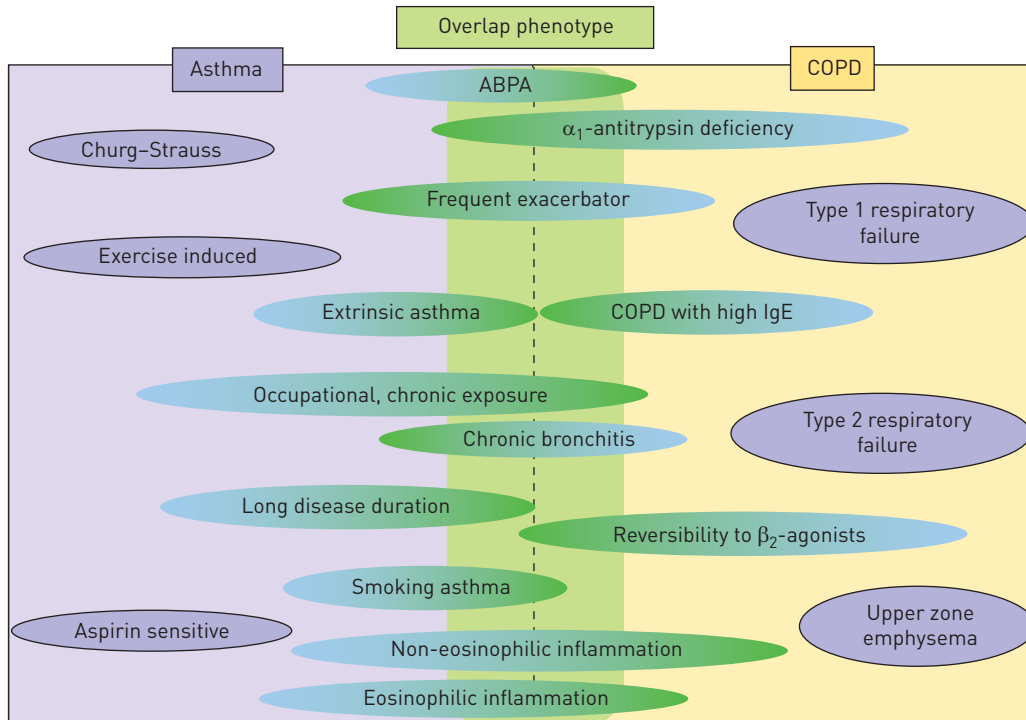 Overlap phenotype
Asthma
COPD
ABPA
α₁-antitrypsin deficiency
Churg–Strauss
Frequent exacerbator
Type 1 respiratory
failure
Exercise induced
Extrinsic asthma
COPD with high IgE
Occupational, chronic exposure
Type 2 respiratory
failure
Chronic bronchitis
Long disease duration
Reversibility to β₂-agonists
Smoking asthma
Aspirin sensitive
Upper zone
emphysema
Non-eosinophilic inflammation
Eosinophilic inflammation